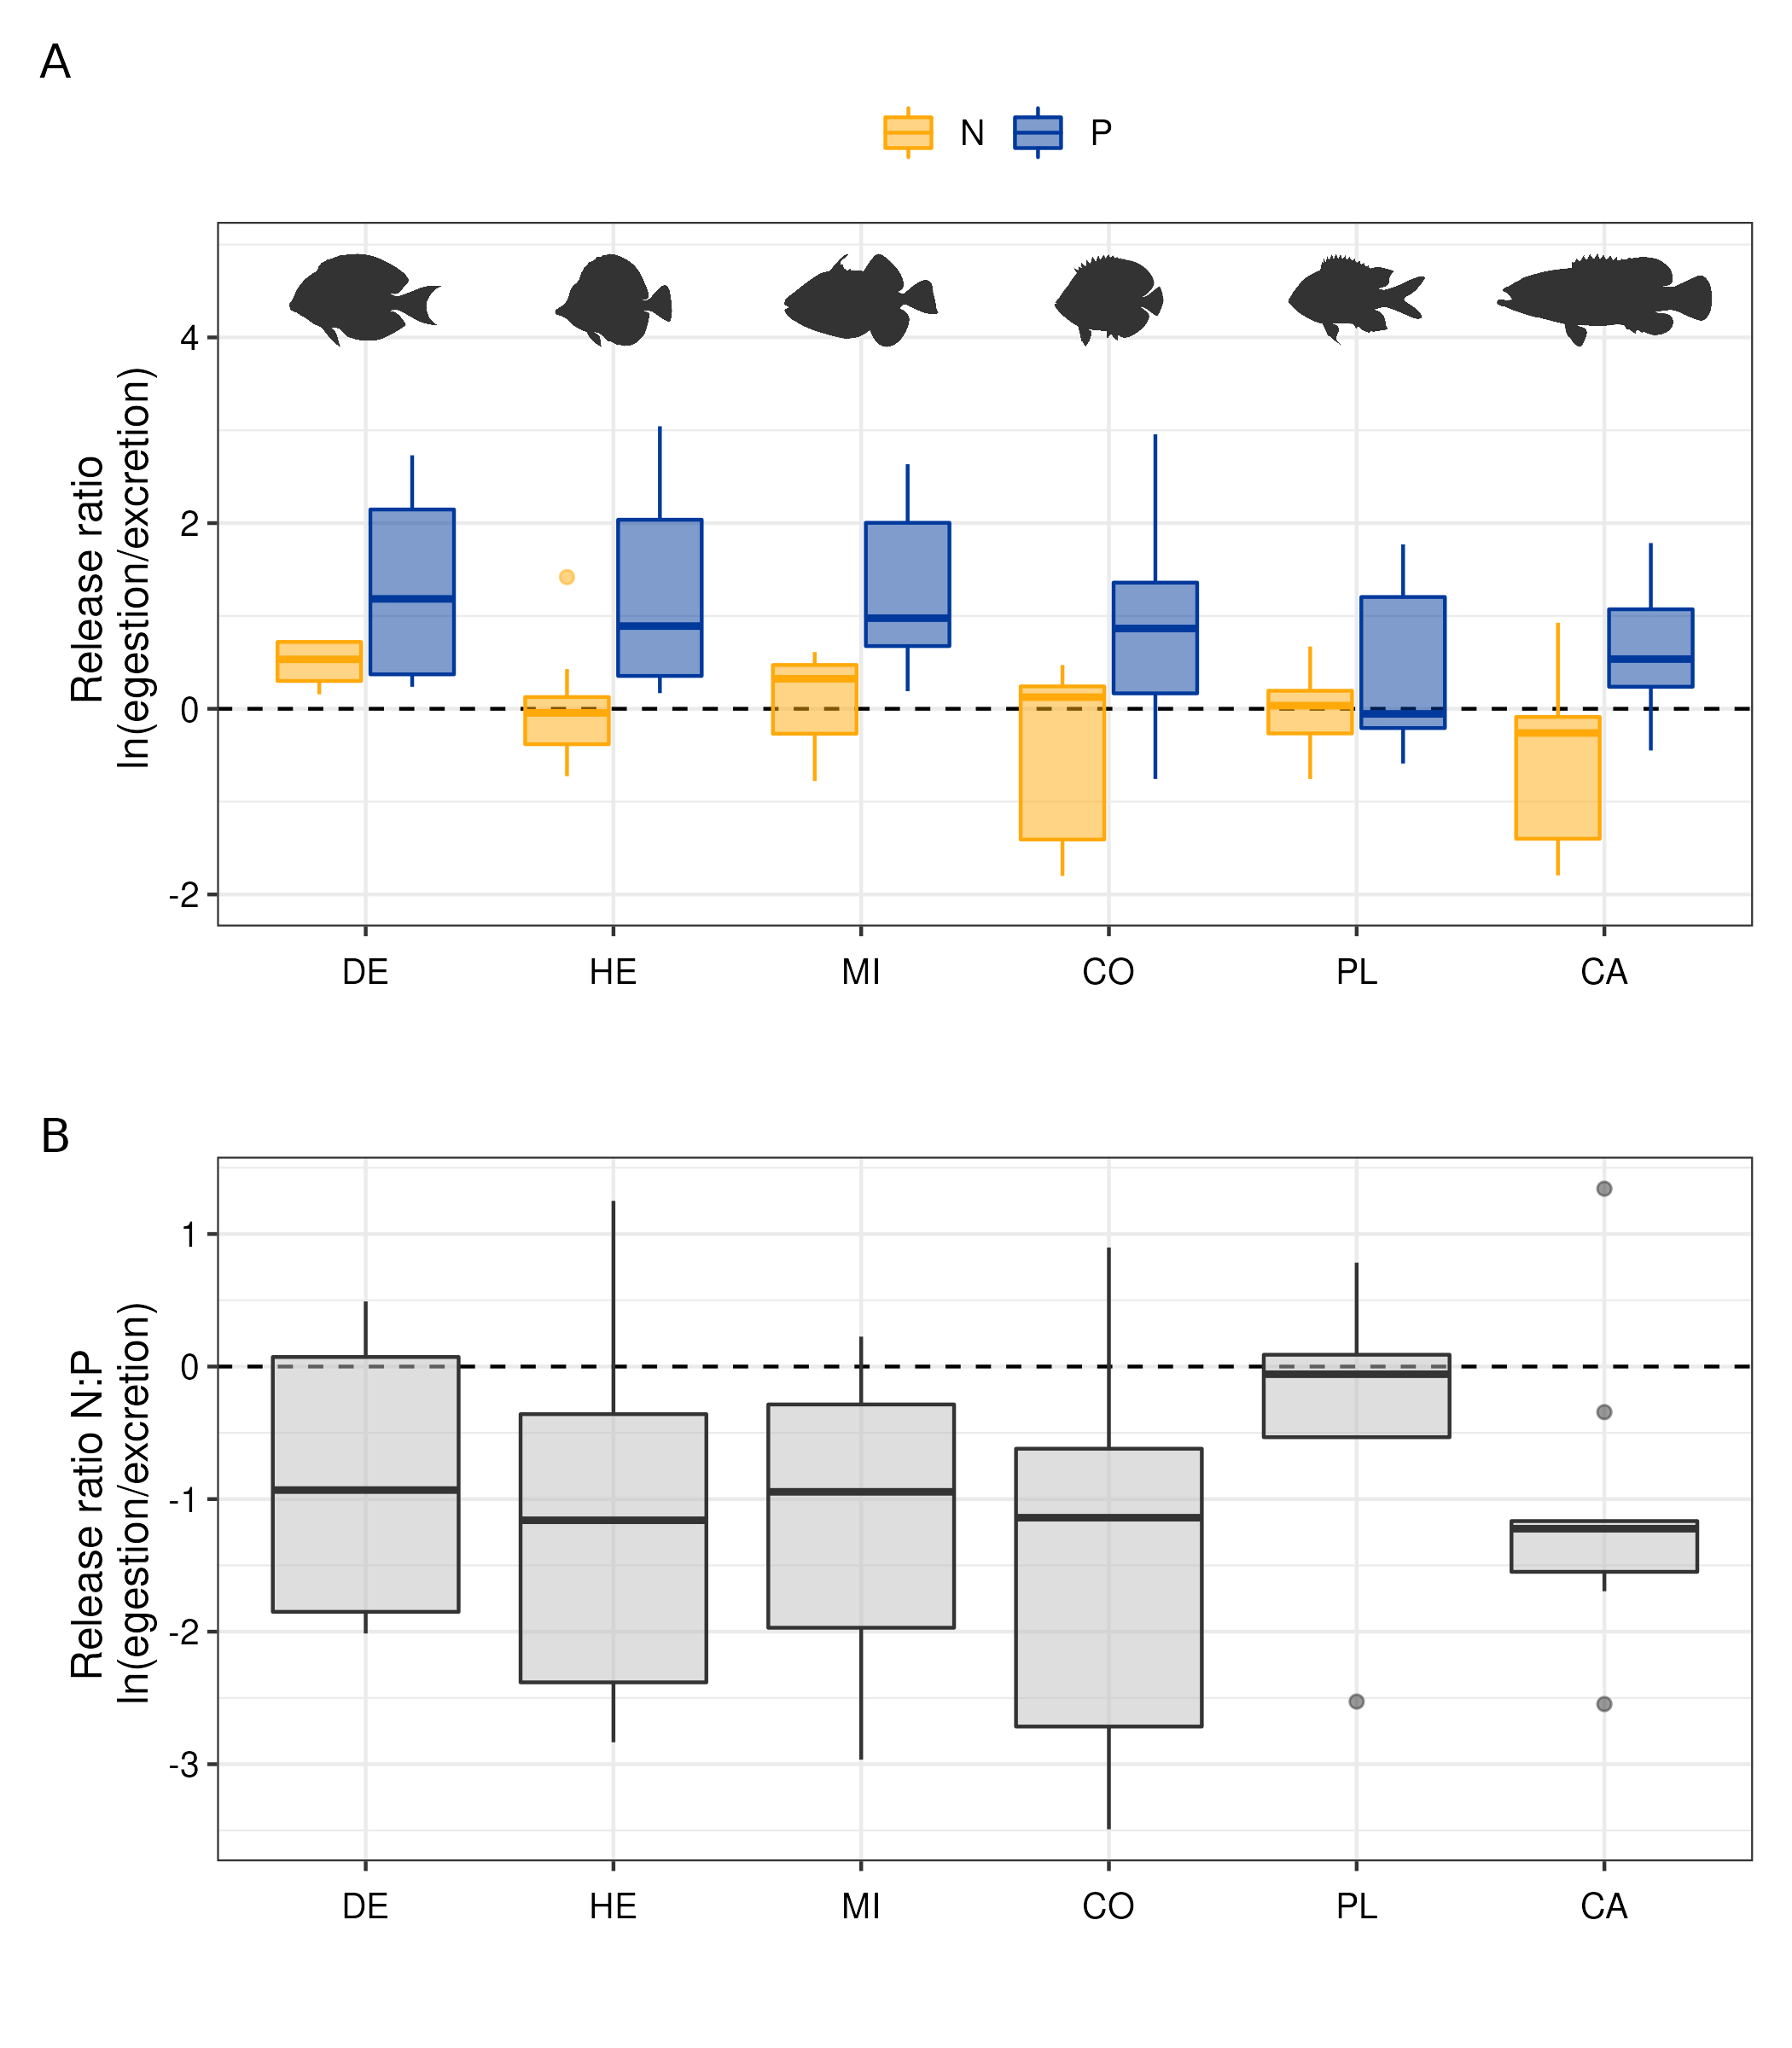 A
N P
Release ratio
ln(egestion/excretion)
4
2
0
-2
DE HE MI CO PL CA
B
Release ratio N:P
ln(egestion/excretion)
1
0
-1
-2
-3
DE HE MI CO PL CA